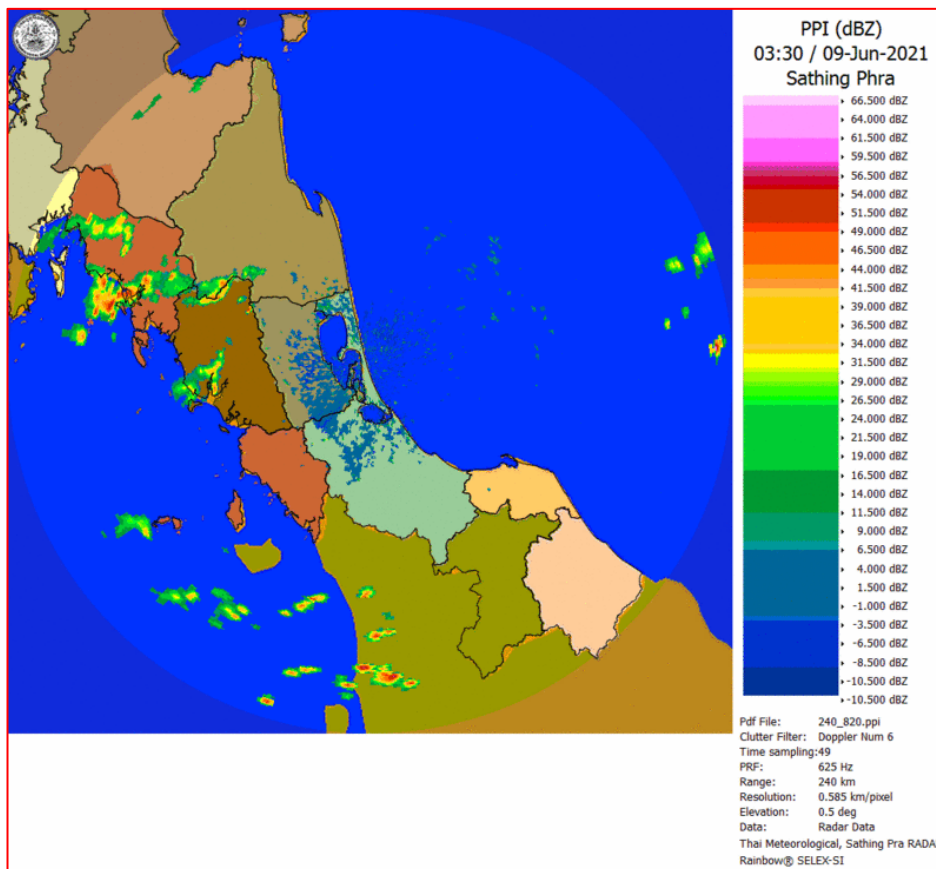 PPI (dBZ)
03:30 / 09-Jun-2021
Sathing Phra
66.500 dBZ
64.000 dBZ
61.500 dBZ
59.500 dBZ
56.500 dBZ
54.000 dBZ
51.500 dBZ
49.000 dBZ
46.500 dBZ
44.000 dBZ
41.500 dBZ
39.000 dBZ
36.500 dBZ
34.000 dBZ
31.500 dBZ
29.000 dBZ
26.500 dBZ
24.000 dBZ
21.500 dBZ
19.000 dBZ
16.500 dBZ
14.000 dBZ
11.500 dBZ
9.000 dBZ
6.500 dBZ
4.000 dBZ
1.500 dBZ
-1.000 dBZ
-3.500 dBZ
-6.500 dBZ
-8.500 dBZ
-10.500 dBZ
-10.500 dBZ
Pdf File: 240_820.ppi
Clutter Filter: Doppler Num 6
Time sampling:49
PRF: 625 Hz
Range: 240 km
Resolution: 0.585 km/pixel
Elevation: 0.5 deg
Data: Radar Data
Thai Meteorological, Sathing Pra RADA
Rainbow® SELEX-SI